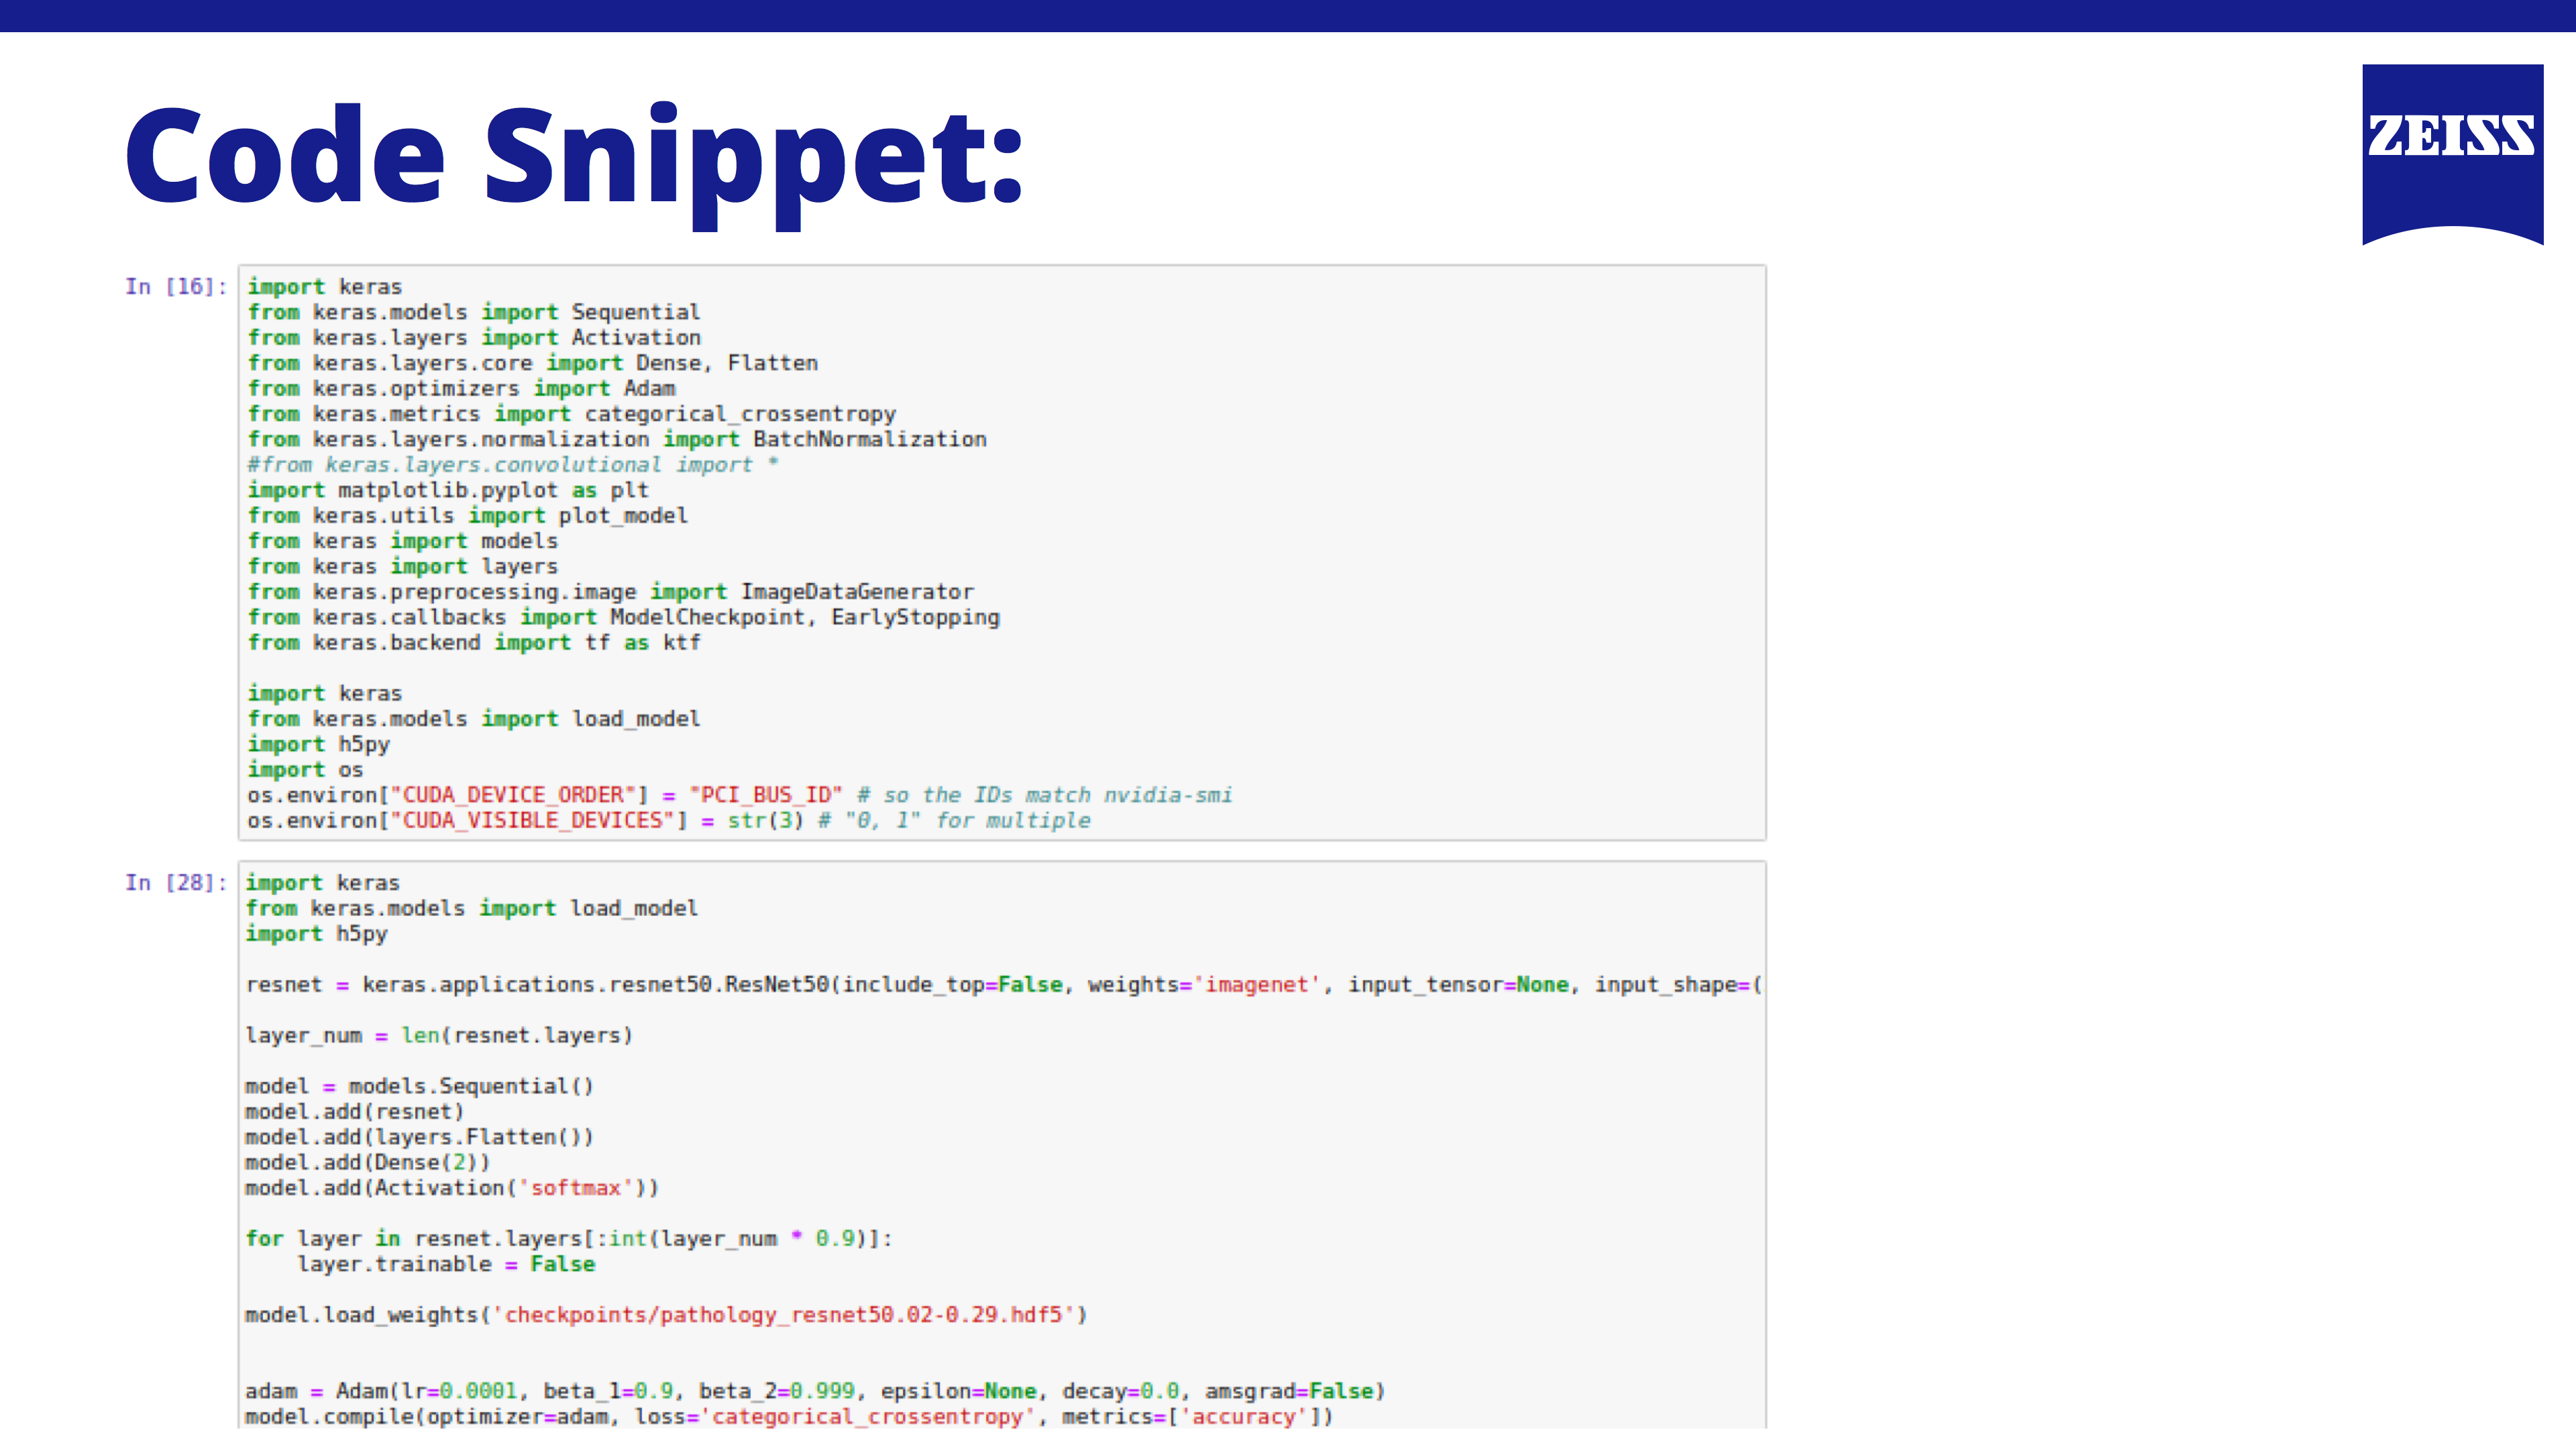 Code Snippet:
ZEISS
In [16]:
import keras
from keras.models import Sequential
from keras.layers import Activation
from keras.layers.core import Dense, Flatten
from keras.optimizers import Adam
from keras.metrics import categorical_crossentropy
from keras.layers.normalization import BatchNormalization
#from keras.layers.convolutional import *
import matplotlib.pyplot as plt
from keras.utils import plot_model
from keras import models
from keras import layers
from keras.preprocessing.image import ImageDataGenerator
from keras.callbacks import ModelCheckpoint, EarlyStopping
from keras.backend import tf as ktf
import keras
from keras.models import load_model
import h5py
import os
os.environ["CUDA_DEVICE_ORDER"] = "PCI_BUS_ID" # so the IDs match nvidia-smi
os.environ["CUDA_VISIBLE_DEVICES"] = str(3) # "0, 1" for multiple
In [28]:
import keras
from keras.models import load_model
import h5py
resnet = keras.applications.resnet50.ResNet50(include_top=False, weights='imagenet', input_tensor=None, input_shape=(
layer_num = len(resnet.layers)
model = models.Sequential()
model.add(resnet)
model.add(layers.Flatten())
model.add(Dense(2))
model.add(Activation('softmax'))
for layer in resnet.layers[:int(layer_num * 0.9)]:
    layer.trainable = False
model.load_weights('checkpoints/pathology_resnet50.02-0.29.hdf5')
adam = Adam(lr=0.0001, beta_1=0.9, beta_2=0.999, epsilon=None, decay=0.0, amsgrad=False)
model.compile(optimizer=adam, loss='categorical_crossentropy', metrics=['accuracy'])